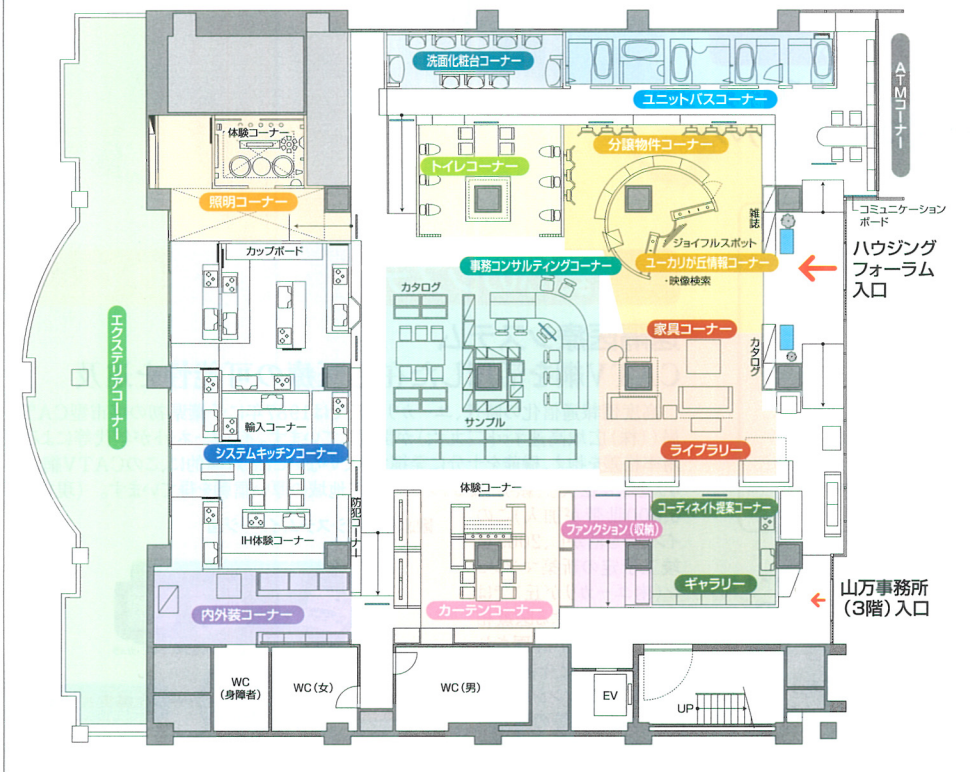 洗面化粧台コーナー
ユニットバスコーナー
ATMコーナー
体験コーナー
トイレコーナー
分譲物件コーナー
照明コーナー
雑誌
コミュニケーション
ボード
ジョイフルスポット
カップボード
事務コンサルティングコーナー
ユーカリが丘情報コーナー
・映像検索
ハウジング
フォーラム
入口
カタログ
エクステリアコーナー
家具コーナー
カタログ
輸入コーナー
サンプル
システムキッチンコーナー
ライブラリー
体験コーナー
防犯コーナー
ファンクション(収納)
コーディネイト提案コーナー
IH体験コーナー
ギャラリー
内外装コーナー
カーテンコーナー
山万事務所
(3階)入口
WC
(身障者)
WC(女)
WC(男)
EV
UP